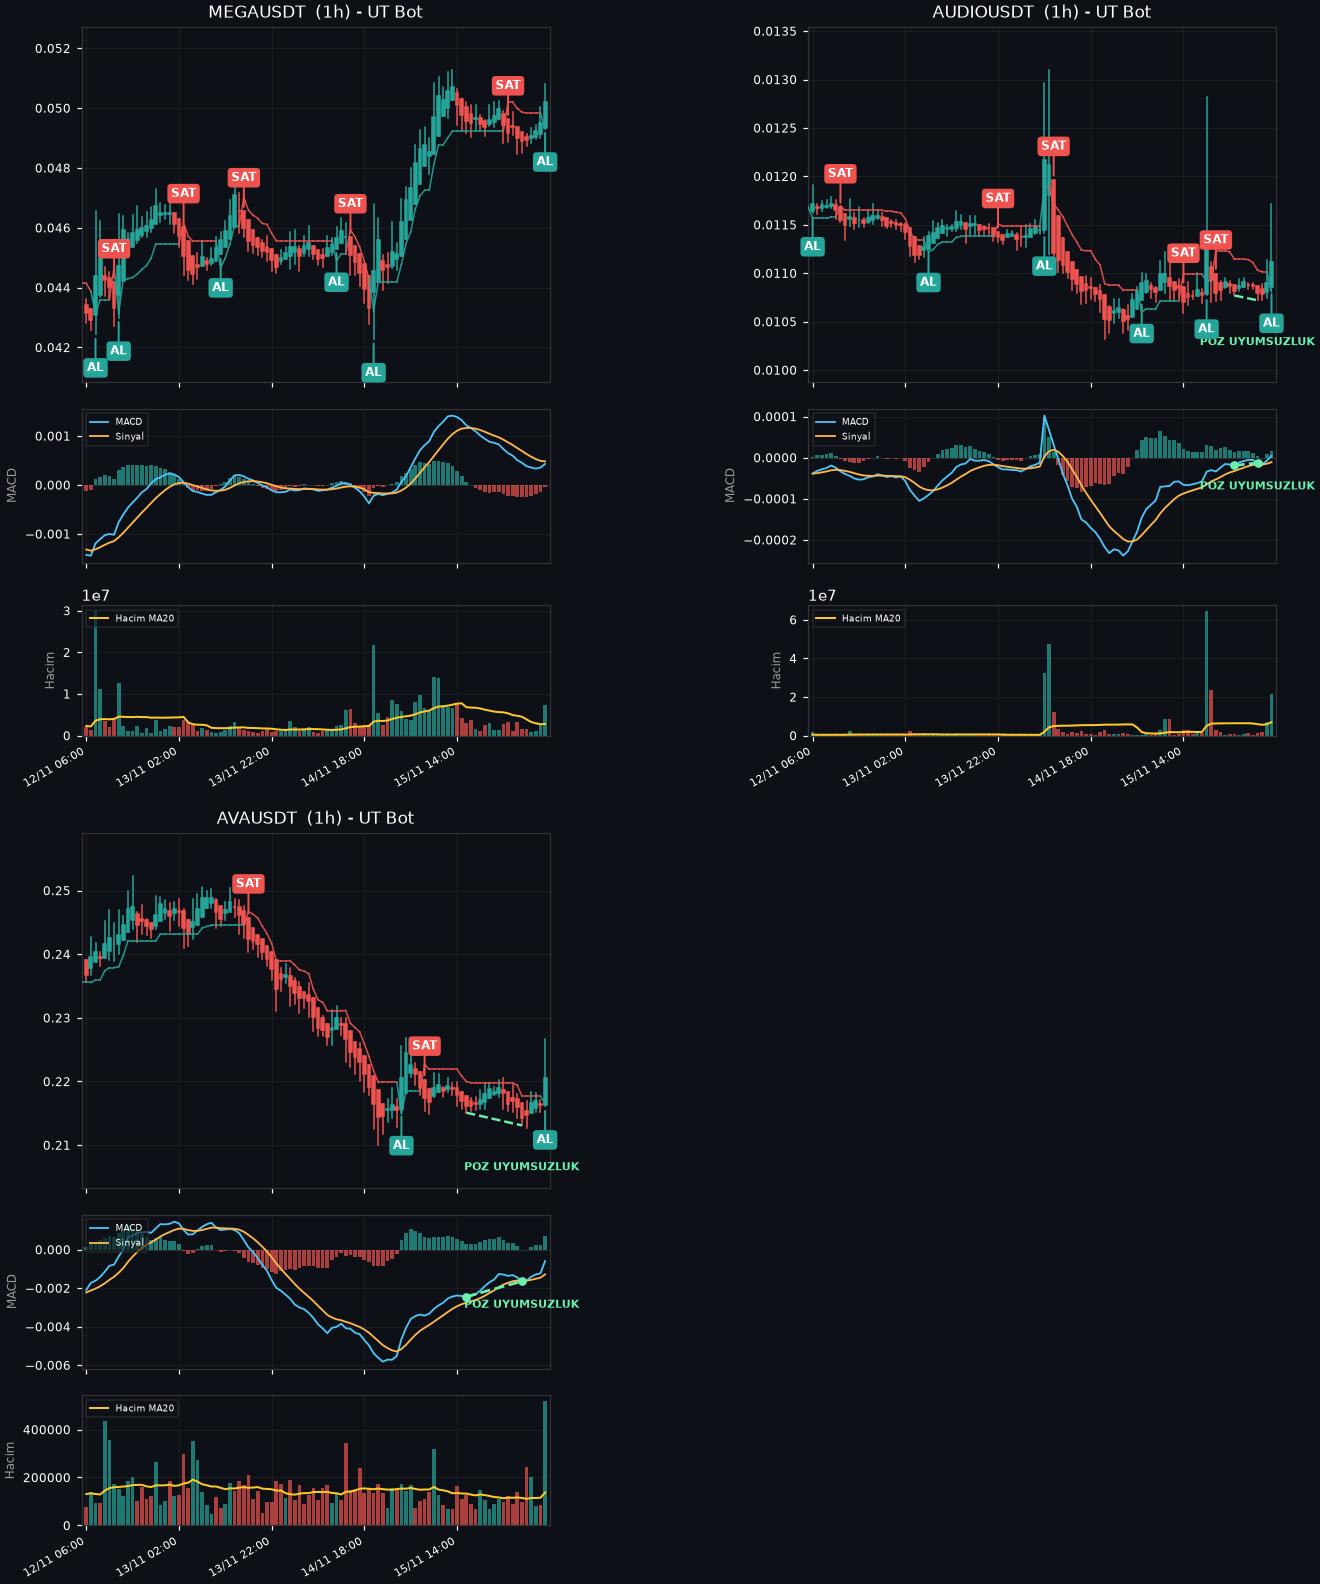 MEGAUSDT  (1h) - UT Bot
0.052
0.050
0.048
0.046
0.044
0.042
AL
SAT
AL
SAT
AL
SAT
AL
SAT
AL
SAT
AL
MACD
MACD
Sinyal
0.001
0.000
−0.001
1e7
Hacim
Hacim MA20
3
2
1
0
12/11 06:00
13/11 02:00
13/11 22:00
14/11 18:00
15/11 14:00
AUDIOUSDT  (1h) - UT Bot
0.0135
0.0130
0.0125
0.0120
0.0115
0.0110
0.0105
0.0100
AL
SAT
AL
SAT
AL
SAT
AL
SAT
AL
SAT
AL
POZ UYUMSUZLUK
MACD
MACD
Sinyal
0.0001
0.0000
−0.0001
−0.0002
POZ UYUMSUZLUK
1e7
Hacim
Hacim MA20
6
4
2
0
12/11 06:00
13/11 02:00
13/11 22:00
14/11 18:00
15/11 14:00
AVAUSDT  (1h) - UT Bot
0.25
0.24
0.23
0.22
0.21
SAT
AL
SAT
AL
POZ UYUMSUZLUK
MACD
MACD
Sinyal
0.000
−0.002
−0.004
−0.006
POZ UYUMSUZLUK
Hacim
Hacim MA20
400000
200000
0
12/11 06:00
13/11 02:00
13/11 22:00
14/11 18:00
15/11 14:00